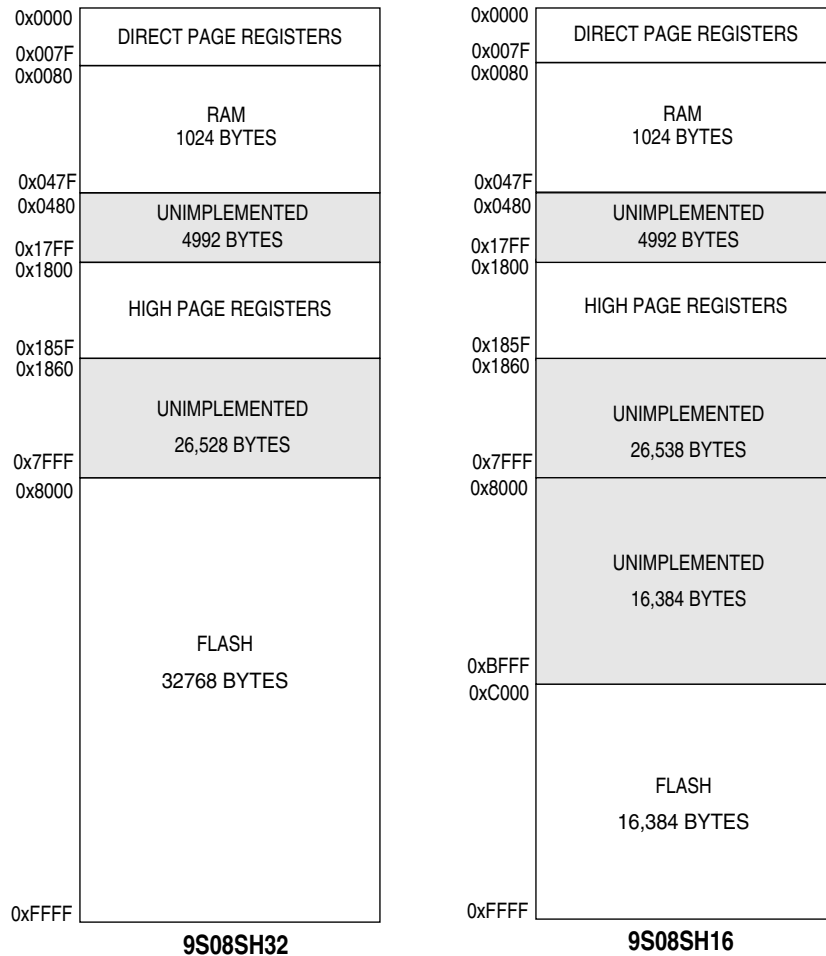 0x0000
DIRECT PAGE REGISTERS
0x007F
0x0080
RAM
1024 BYTES
0x047F
0x0480
UNIMPLEMENTED
4992 BYTES
0x17FF
0x1800
HIGH PAGE REGISTERS
0x185F
0x1860
UNIMPLEMENTED
26,528 BYTES
0x7FFF
0x8000
FLASH
32768 BYTES
0xFFFF
9S08SH32
0x0000
DIRECT PAGE REGISTERS
0x007F
0x0080
RAM
1024 BYTES
0x047F
0x0480
UNIMPLEMENTED
4992 BYTES
0x17FF
0x1800
HIGH PAGE REGISTERS
0x185F
0x1860
UNIMPLEMENTED
26,538 BYTES
0x7FFF
0x8000
UNIMPLEMENTED
16,384 BYTES
0xBFFF
0xC000
FLASH
16,384 BYTES
0xFFFF
9S08SH16